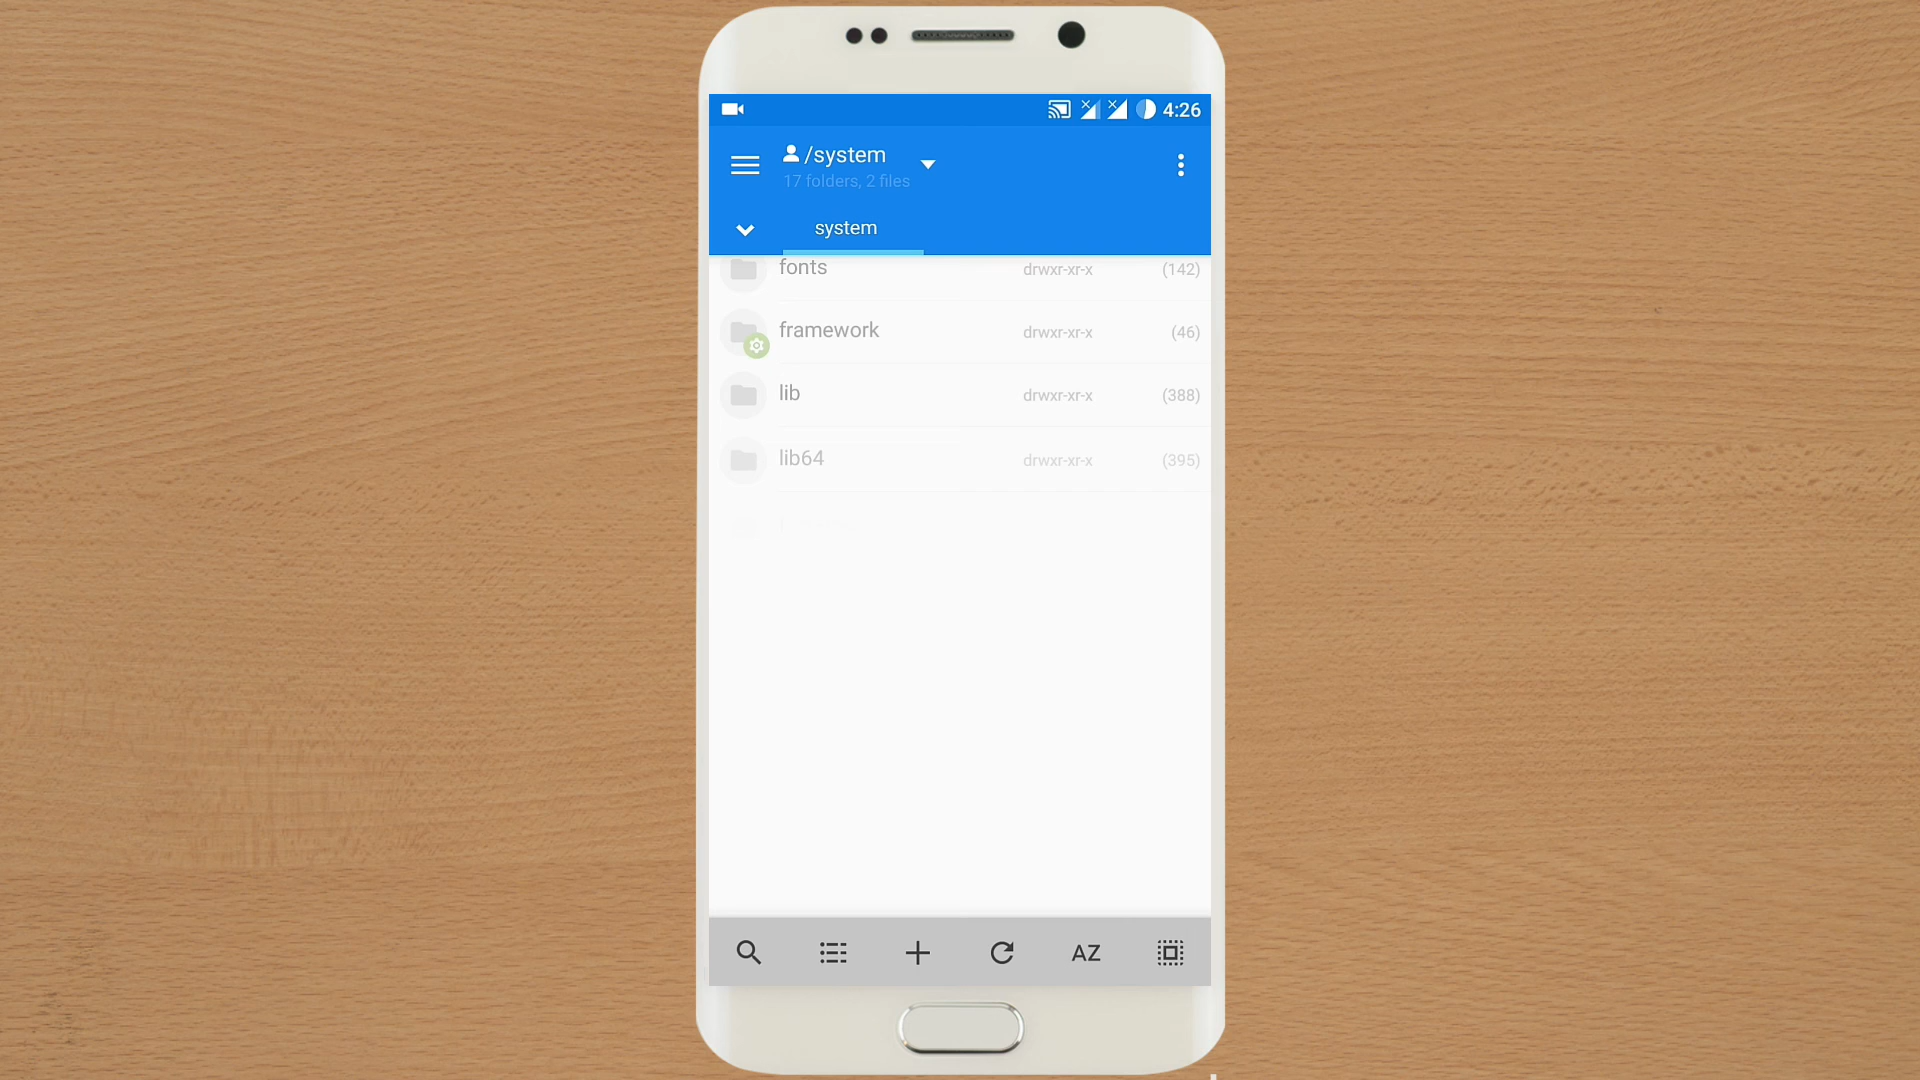 4:26
/system
17 folders, 2 files
system
fonts drwxr-xr-x (142)
framework drwxr-xr-x (46)
lib drwxr-xr-x (388)
lib64 drwxr-xr-x (395)
AZ